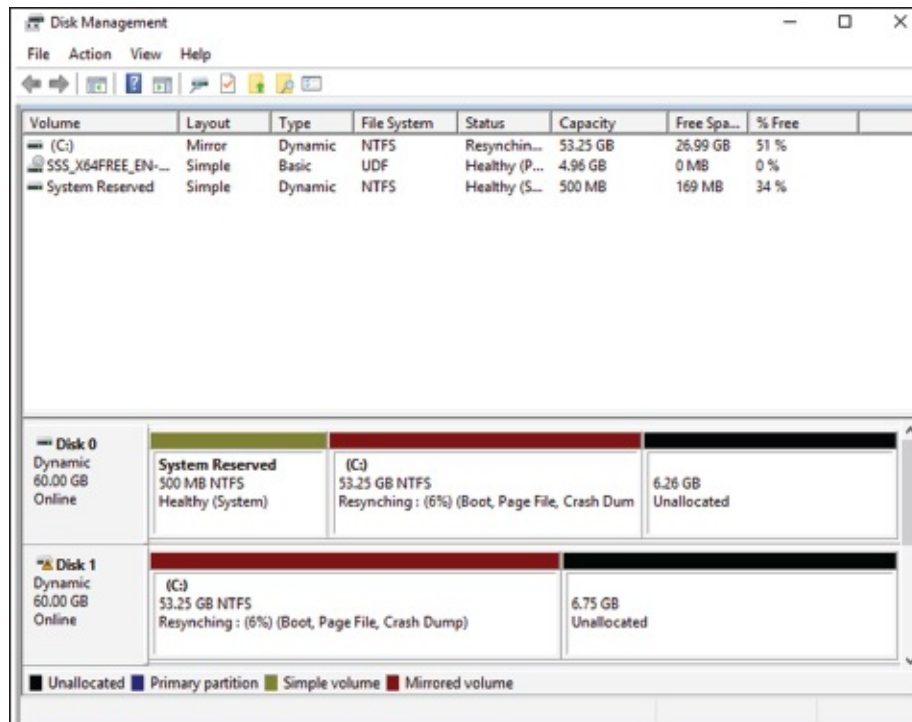 Disk Management
File Action View Help
Volume Layout Type File System Status Capacity Free Spa... % Free
(C:) Mirror Dynamic NTFS Resynchin... 53.25 GB 26.99 GB 51 %
SSS_X64FREE_EN-... Simple Basic UDF Healthy (P... 4.96 GB 0 MB 0 %
System Reserved Simple Dynamic NTFS Healthy (S... 500 MB 169 MB 34 %
Disk 0
Dynamic
60.00 GB
Online
System Reserved
500 MB NTFS
Healthy (System)
(C:)
53.25 GB NTFS
Resynching : (6%) (Boot, Page File, Crash Dum
6.26 GB
Unallocated
Disk 1
Dynamic
60.00 GB
Online
(C:)
53.25 GB NTFS
Resynching : (6%) (Boot, Page File, Crash Dump)
6.75 GB
Unallocated
Unallocated Primary partition Simple volume Mirrored volume